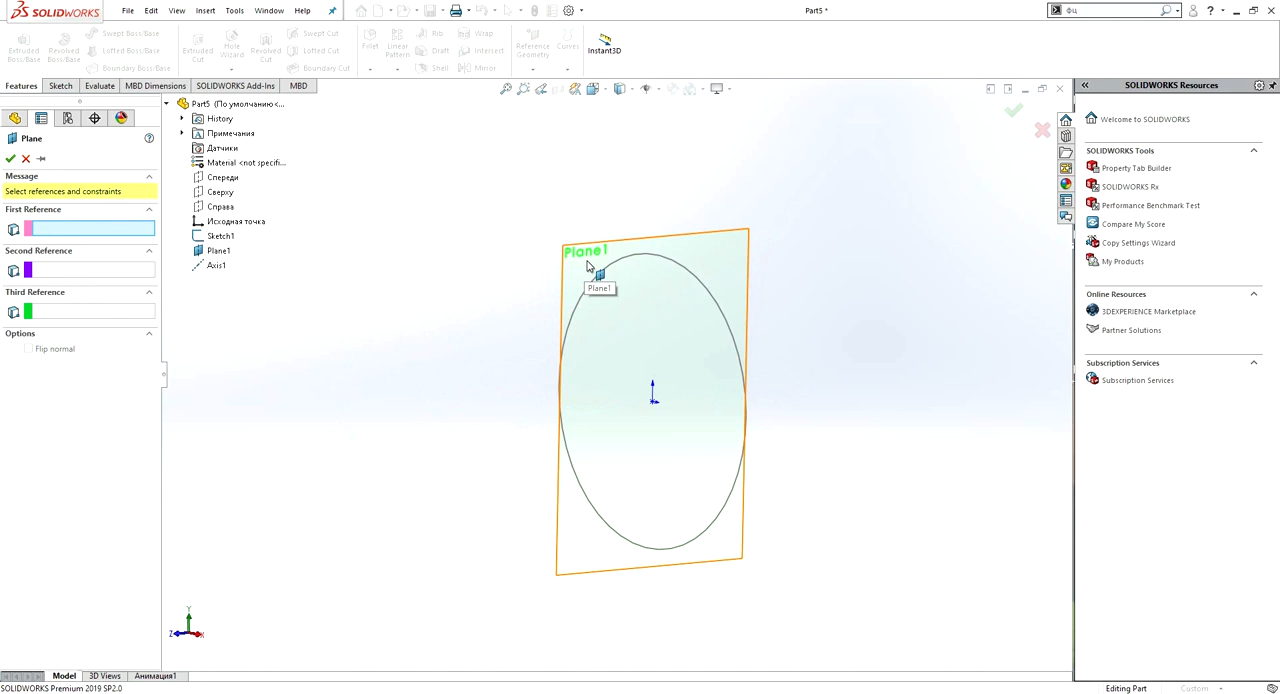 SOLIDWORKS File Edit View Insert Tools Window Help Part5 * фц
Extruded Boss/Base Revolved Boss/Base Swept Boss/Base Lofted Boss/Base Boundary Boss/Base Extruded Cut Hole Wizard Revolved Cut Swept Cut Lofted Cut Boundary Cut Fillet Linear Pattern Rib Draft Shell Wrap Intersect Mirror Reference Geometry Curves Instant3D
Features Sketch Evaluate MBD Dimensions SOLIDWORKS Add-Ins MBD
Plane
Message
Select references and constraints
First Reference
Second Reference
Third Reference
Options
Flip normal
Part5 (По умолчанию<...
History
Примечания
Датчики
Material <not specifi...
Спереди
Сверху
Справа
Исходная точка
Sketch1
Plane1
Axis1
Plane1
Plane1
Y
Z
X
SOLIDWORKS Resources
Welcome to SOLIDWORKS
SOLIDWORKS Tools
Property Tab Builder
SOLIDWORKS Rx
Performance Benchmark Test
Compare My Score
Copy Settings Wizard
My Products
Online Resources
3DEXPERIENCE Marketplace
Partner Solutions
Subscription Services
Subscription Services
Model 3D Views Анимация1
SOLIDWORKS Premium 2019 SP2.0 Editing Part Custom